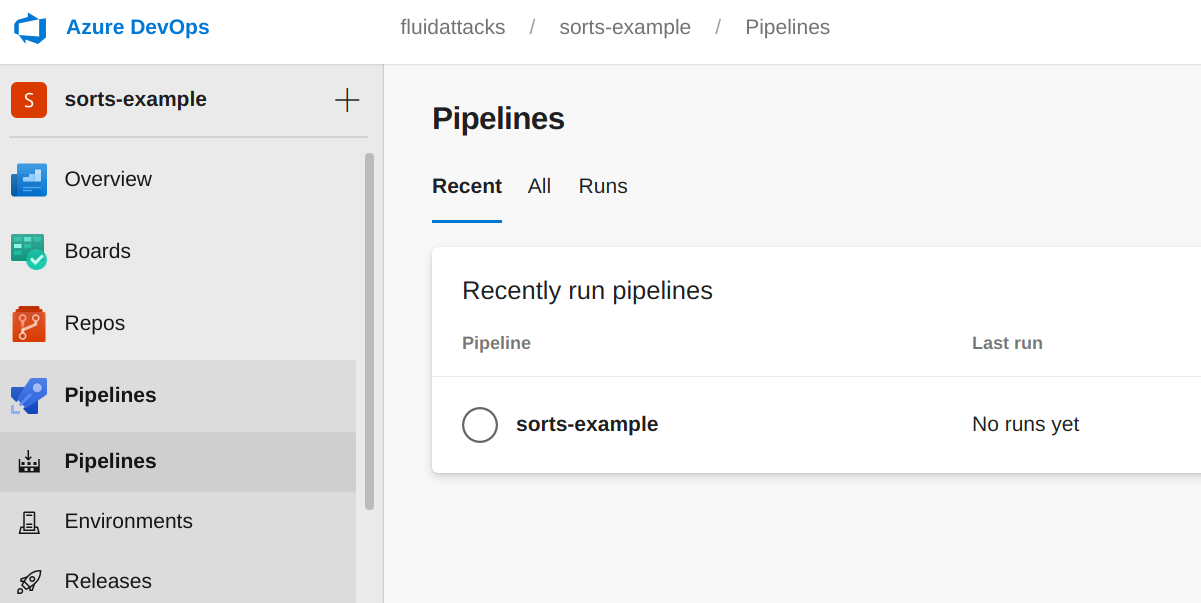 Azure DevOps
fluidattacks / sorts-example / Pipelines
S sorts-example
Overview
Boards
Repos
Pipelines
Pipelines
Environments
Releases
Pipelines
Recent All Runs
Recently run pipelines
Pipeline Last run
sorts-example No runs yet